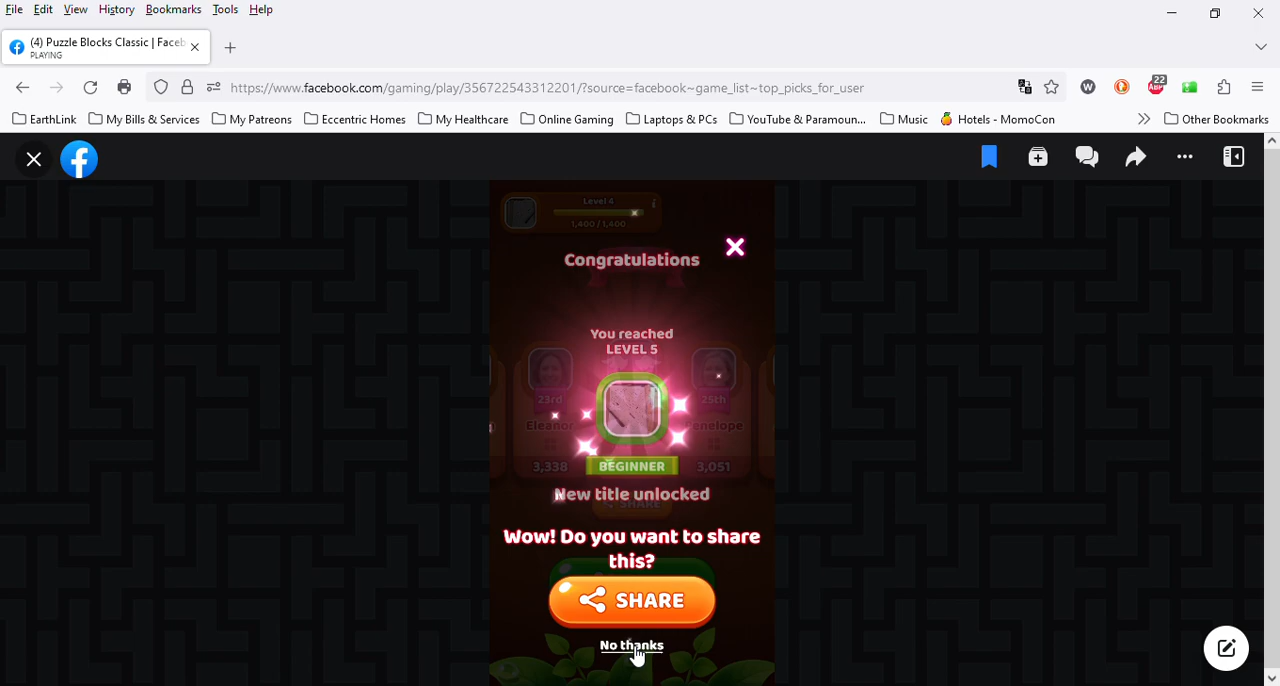 File Edit View History Bookmarks Tools Help
(4) Puzzle Blocks Classic | Faceb
PLAYING
https://www.facebook.com/gaming/play/356722543312201/?source=facebook~game_list~top_picks_for_user
22
EarthLink My Bills & Services My Patreons Eccentric Homes My Healthcare Online Gaming Laptops & PCs YouTube & Paramoun... Music Hotels - MomoCon Other Bookmarks
Level 4
1,400 / 1,400
Congratulations
You reached
LEVEL 5
23rd 25th
Eleanor Penelope
3,338 BEGINNER 3,051
New title unlocked
SHARE
Wow! Do you want to share
this?
SHARE
No thanks